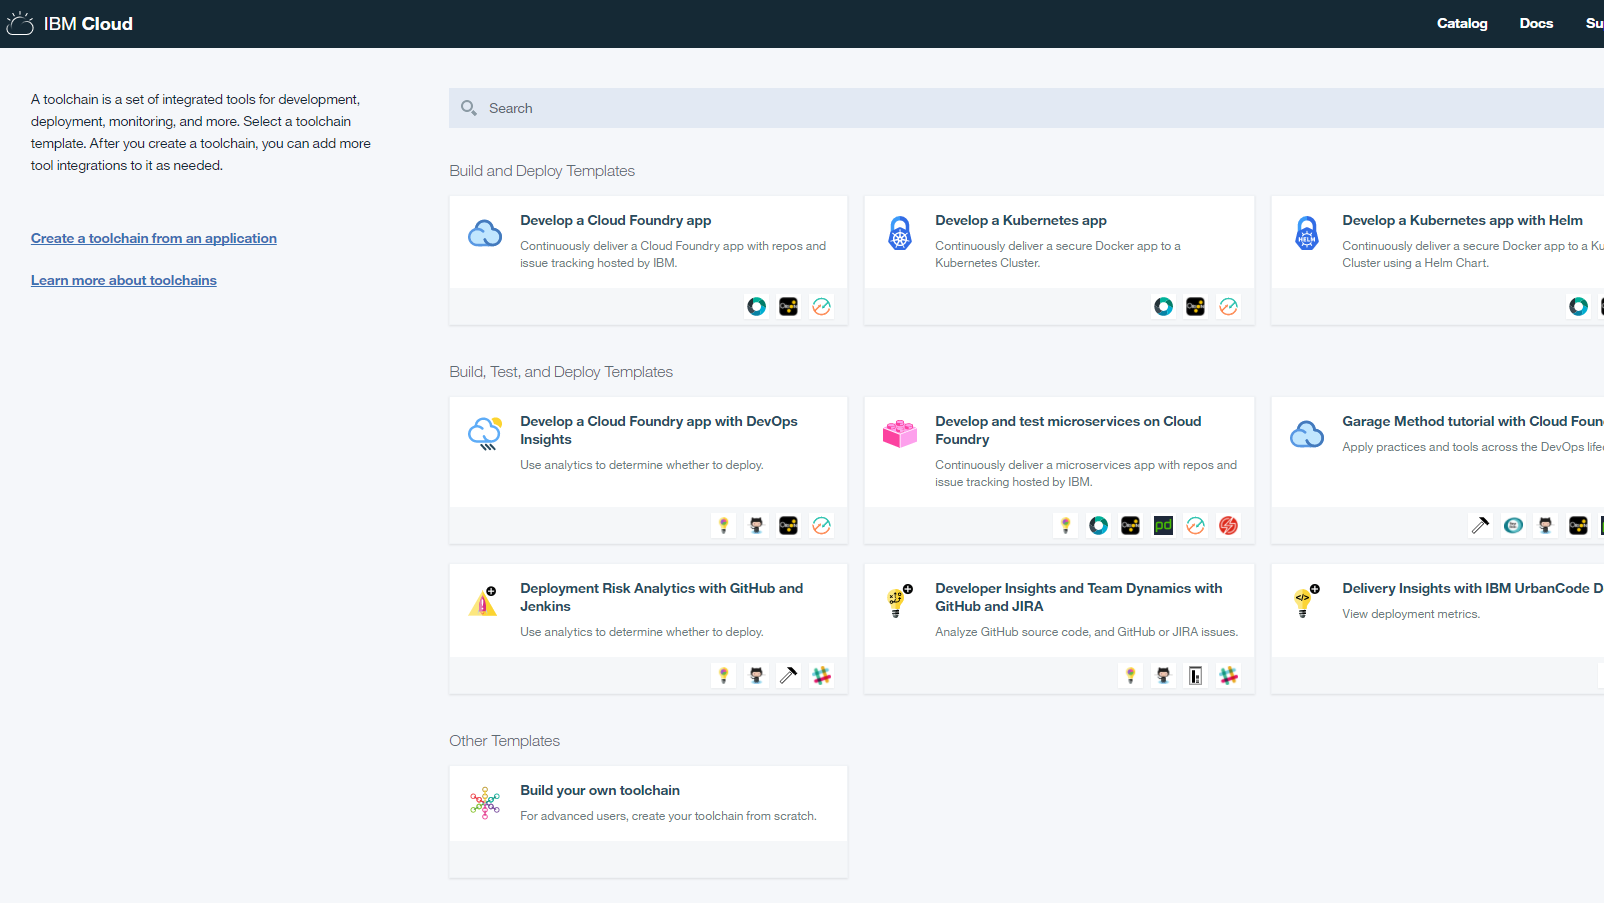 IBM Cloud
Catalog
Docs
Su
A toolchain is a set of integrated tools for development,
deployment, monitoring, and more. Select a toolchain
template. After you create a toolchain, you can add more
tool integrations to it as needed.
Create a toolchain from an application
Learn more about toolchains
Search
Build and Deploy Templates
Develop a Cloud Foundry app
Continuously deliver a Cloud Foundry app with repos and
issue tracking hosted by IBM.
Develop a Kubernetes app
Continuously deliver a secure Docker app to a
Kubernetes Cluster.
HELM
Develop a Kubernetes app with Helm
Continuously deliver a secure Docker app to a Ku
Cluster using a Helm Chart.
Build, Test, and Deploy Templates
Develop a Cloud Foundry app with DevOps
Insights
Use analytics to determine whether to deploy.
Develop and test microservices on Cloud
Foundry
Continuously deliver a microservices app with repos and
issue tracking hosted by IBM.
pd
Garage Method tutorial with Cloud Foun
Apply practices and tools across the DevOps life
Deployment Risk Analytics with GitHub and
Jenkins
Use analytics to determine whether to deploy.
Developer Insights and Team Dynamics with
GitHub and JIRA
Analyze GitHub source code, and GitHub or JIRA issues.
Delivery Insights with IBM UrbanCode D
View deployment metrics.
Other Templates
Build your own toolchain
For advanced users, create your toolchain from scratch.